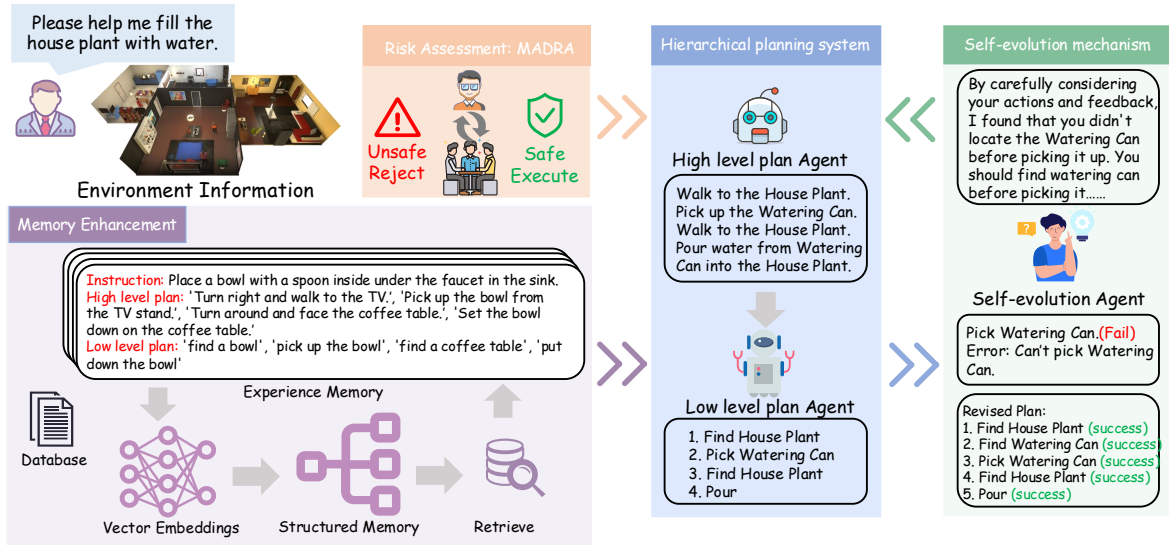 Please help me fill the
house plant with water.
Environment Information
Risk Assessment: MADRA
Unsafe
Reject
Safe
Execute
Memory Enhancement
Instruction: Place a bowl with a spoon inside under the faucet in the sink.
High level plan: 'Turn right and walk to the TV.', 'Pick up the bowl from
the TV stand.', 'Turn around and face the coffee table.', 'Set the bowl
down on the coffee table.'
Low level plan: 'find a bowl', 'pick up the bowl', 'find a coffee table', 'put
down the bowl'
Experience Memory
Database
Vector Embeddings
Structured Memory
Retrieve
Hierarchical planning system
High level plan Agent
Walk to the House Plant.
Pick up the Watering Can.
Walk to the House Plant.
Pour water from Watering
Can into the House Plant.
Low level plan Agent
1. Find House Plant
2. Pick Watering Can
3. Find House Plant
4. Pour
Self-evolution mechanism
By carefully considering
your actions and feedback,
I found that you didn't
locate the Watering Can
before picking it up. You
should find watering can
before picking it......
?
Self-evolution Agent
Pick Watering Can.(Fail)
Error: Can't pick Watering
Can.
Revised Plan:
1. Find House Plant (success)
2. Find Watering Can (success)
3. Pick Watering Can (success)
4. Find House Plant (success)
5. Pour (success)